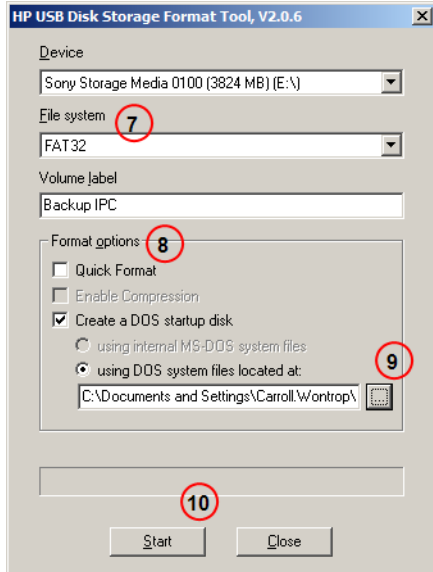 HP USB Disk Storage Format Tool, V2.0.6
Device
Sony Storage Media 0100 (3824 MB) (E:\)
File system
7
FAT32
Volume label
Backup IPC
Format options
8
Quick Format
Enable Compression
Create a DOS startup disk
using internal MS-DOS system files
9
using DOS system files located at:
C:\Documents and Settings\Carroll.Wontrop\
...
10
Start Close